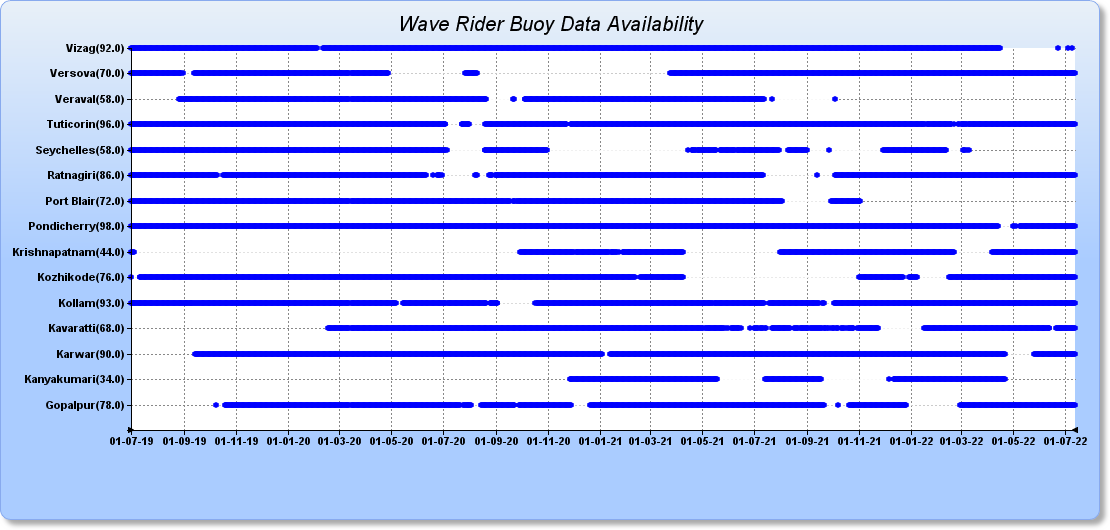 Wave Rider Buoy Data Availability
Vizag(92.0)
Versova(70.0)
Veraval(58.0)
Tuticorin(96.0)
Seychelles(58.0)
Ratnagiri(86.0)
Port Blair(72.0)
Pondicherry(98.0)
Krishnapatnam(44.0)
Kozhikode(76.0)
Kollam(93.0)
Kavaratti(68.0)
Karwar(90.0)
Kanyakumari(34.0)
Gopalpur(78.0)
01-07-19 01-09-19 01-11-19 01-01-20 01-03-20 01-05-20 01-07-20 01-09-20 01-11-20 01-01-21 01-03-21 01-05-21 01-07-21 01-09-21 01-11-21 01-01-22 01-03-22 01-05-22 01-07-22